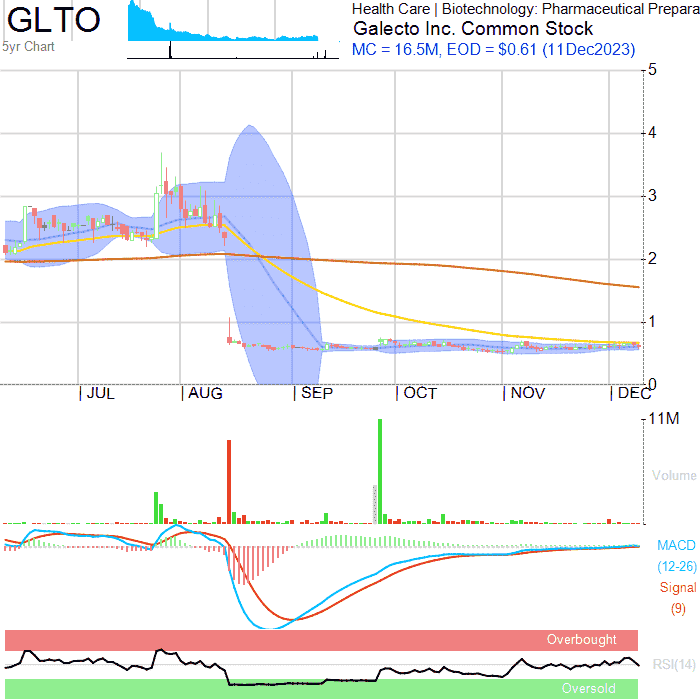 GLTO
5yr Chart
Health Care | Biotechnology: Pharmaceutical Prepara
Galecto Inc. Common Stock
MC = 16.5M, EOD = $0.61 (11Dec2023)
5
4
3
2
1
0
JUL
AUG
SEP
OCT
NOV
DEC
11M
Volume
MACD
(12-26)
Signal
(9)
Overbought
RSI(14)
Oversold